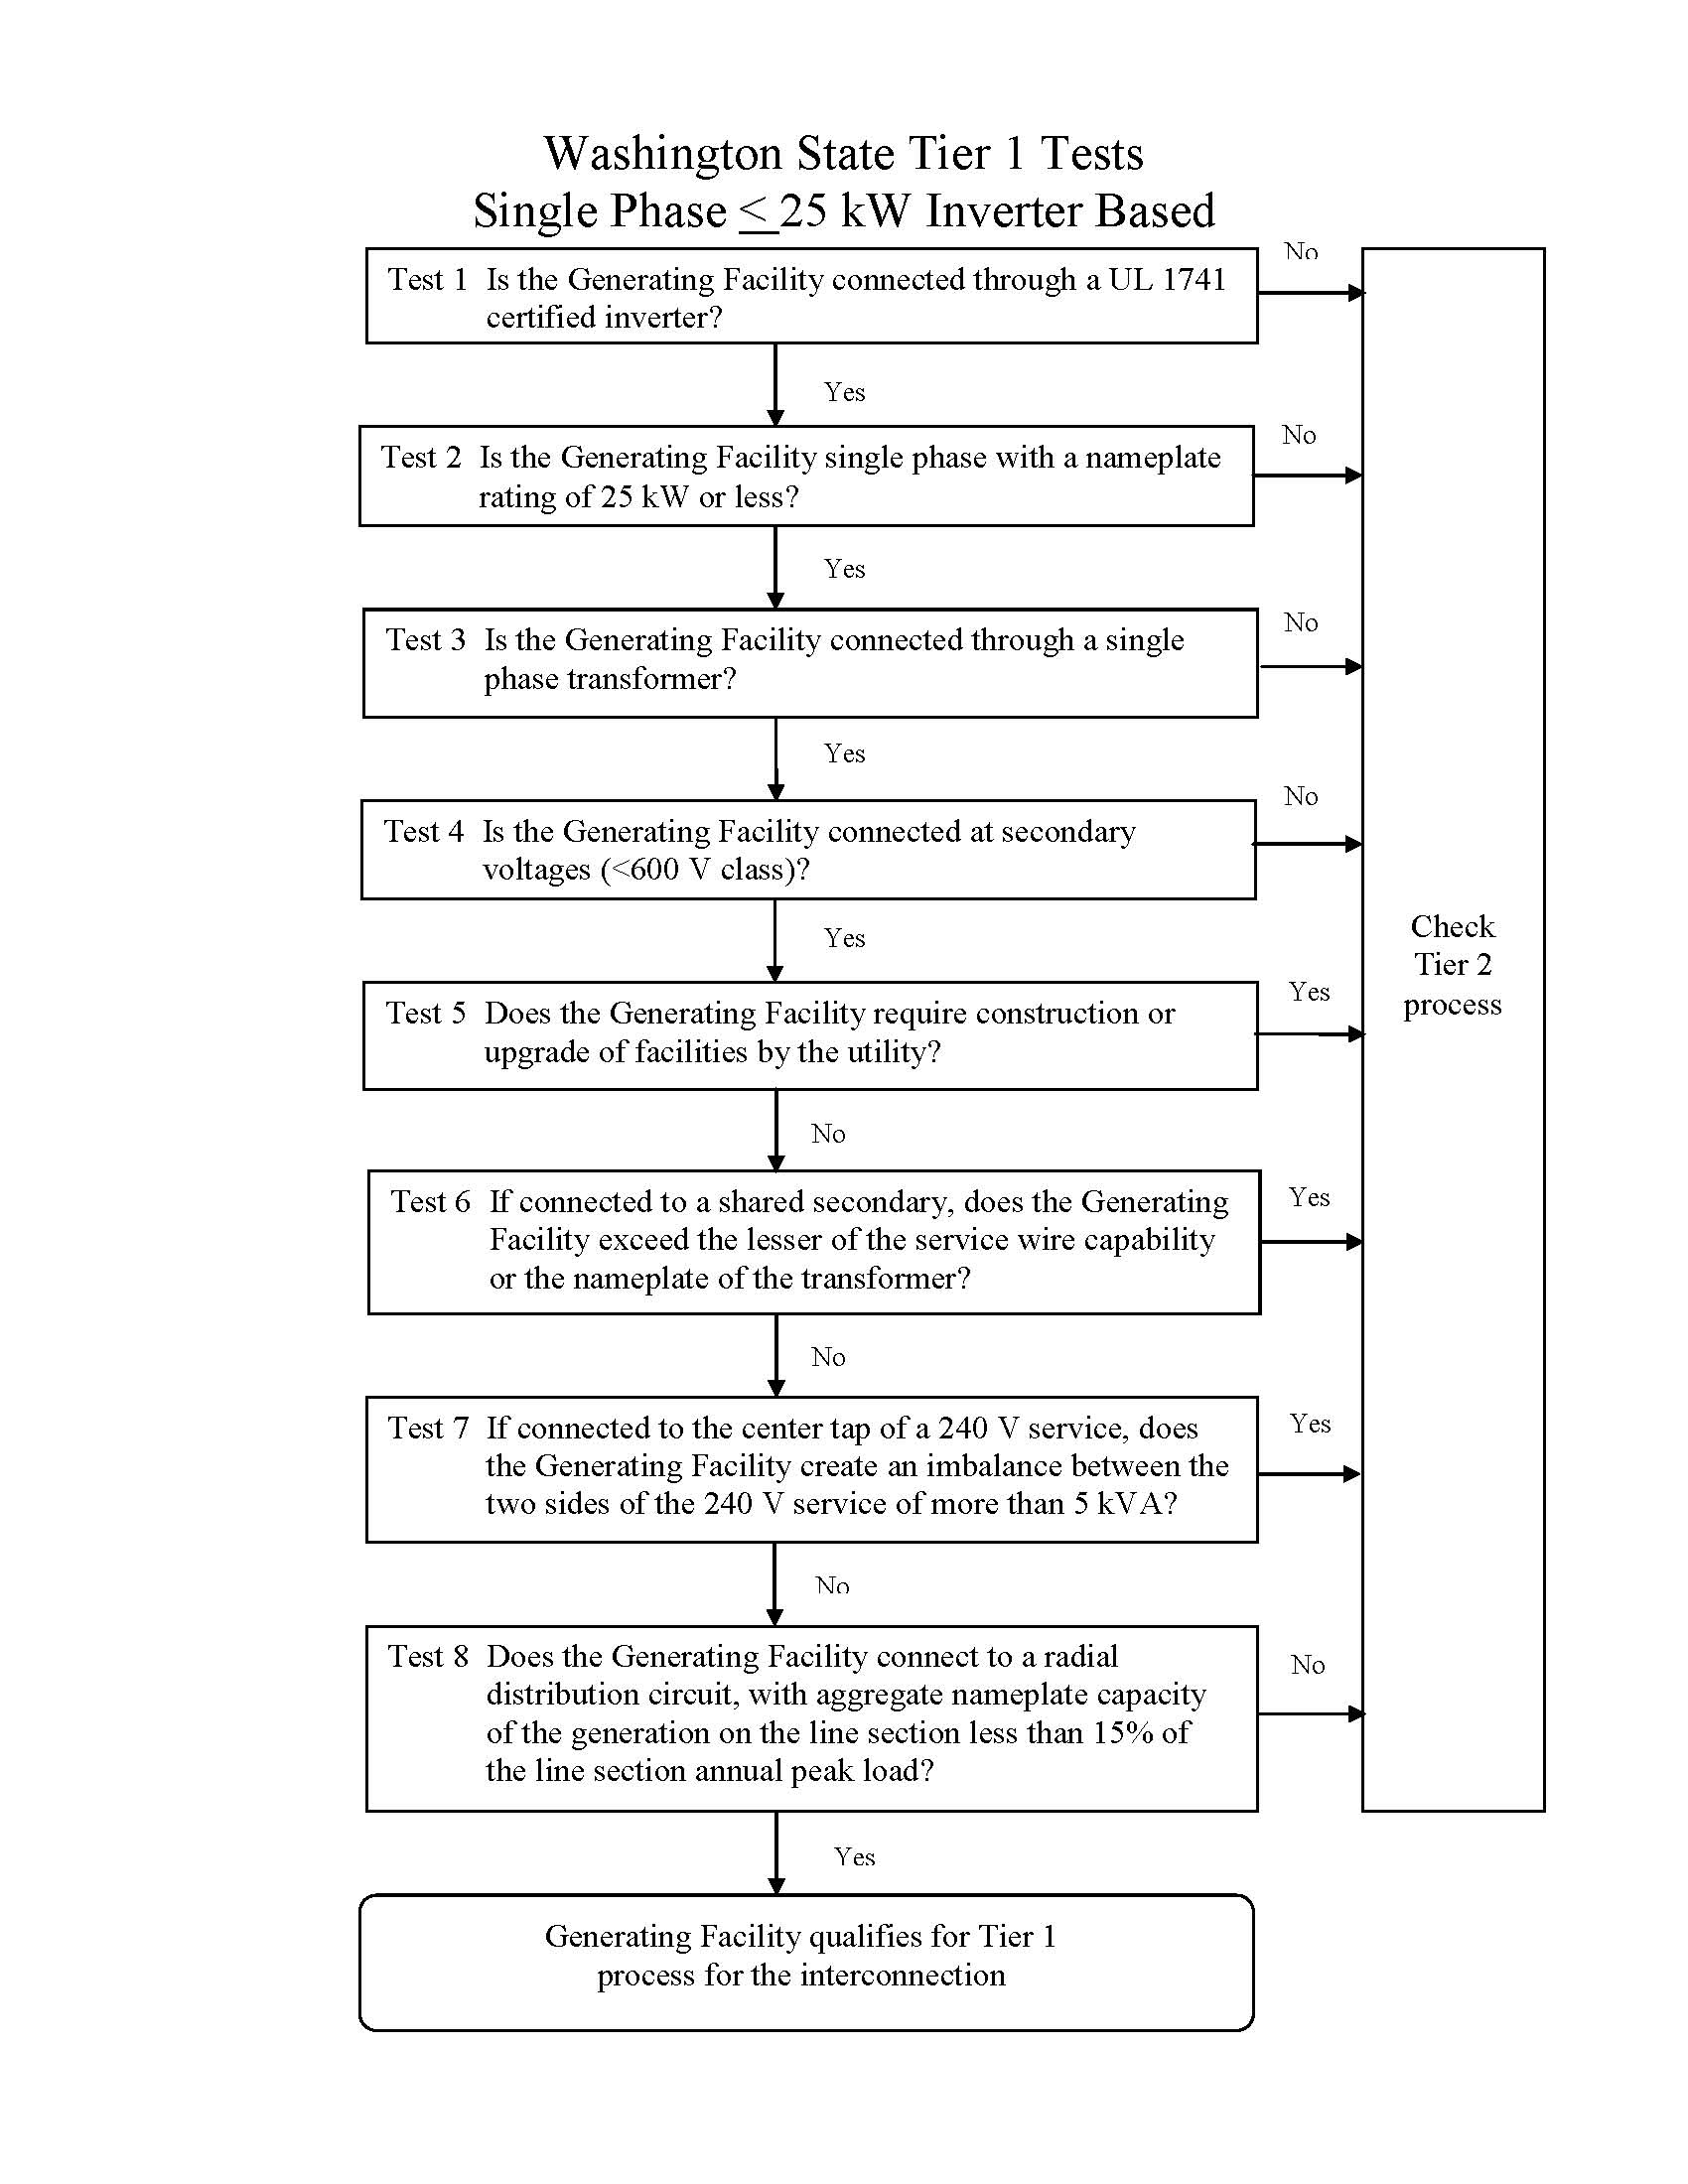 Washington State Tier 1 Tests
Single Phase < 25 kW Inverter Based
No
Test 1 Is the Generating Facility connected through a UL 1741
certified inverter?
Yes
No
Test 2 Is the Generating Facility single phase with a nameplate
rating of 25 kW or less?
Yes
No
Test 3 Is the Generating Facility connected through a single
phase transformer?
Yes
No
Test 4 Is the Generating Facility connected at secondary
voltages (<600 V class)?
Check
Tier 2
process
Yes
Yes
Test 5 Does the Generating Facility require construction or
upgrade of facilities by the utility?
No
Yes
Test 6 If connected to a shared secondary, does the Generating
Facility exceed the lesser of the service wire capability
or the nameplate of the transformer?
No
Yes
Test 7 If connected to the center tap of a 240 V service, does
the Generating Facility create an imbalance between the
two sides of the 240 V service of more than 5 kVA?
No
No
Test 8 Does the Generating Facility connect to a radial
distribution circuit, with aggregate nameplate capacity
of the generation on the line section less than 15% of
the line section annual peak load?
Yes
Generating Facility qualifies for Tier 1
process for the interconnection